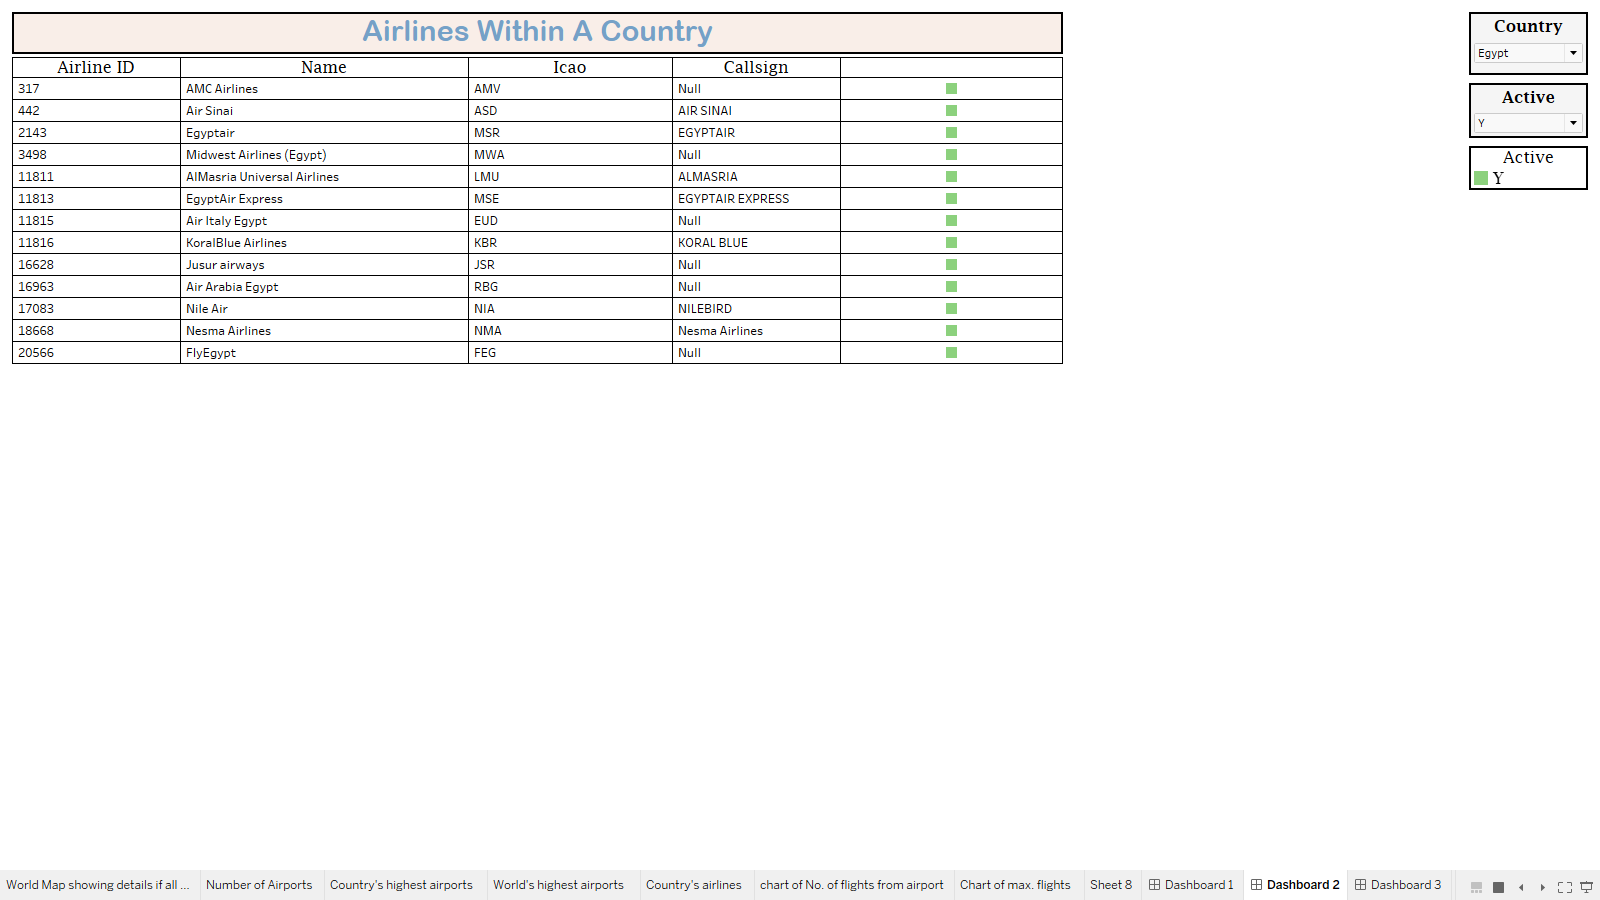 Airlines Within A Country
Airline ID Name Icao Callsign
317 AMC Airlines AMV Null
442 Air Sinai ASD AIR SINAI
2143 Egyptair MSR EGYPTAIR
3498 Midwest Airlines (Egypt) MWA Null
11811 AlMasria Universal Airlines LMU ALMASRIA
11813 EgyptAir Express MSE EGYPTAIR EXPRESS
11815 Air Italy Egypt EUD Null
11816 KoralBlue Airlines KBR KORAL BLUE
16628 Jusur airways JSR Null
16963 Air Arabia Egypt RBG Null
17083 Nile Air NIA NILEBIRD
18668 Nesma Airlines NMA Nesma Airlines
20566 FlyEgypt FEG Null
Country
Egypt
Active
Y
Active
Y
World Map showing details if all ... Number of Airports Country's highest airports World's highest airports Country's airlines chart of No. of flights from airport Chart of max. flights Sheet 8 Dashboard 1 Dashboard 2 Dashboard 3